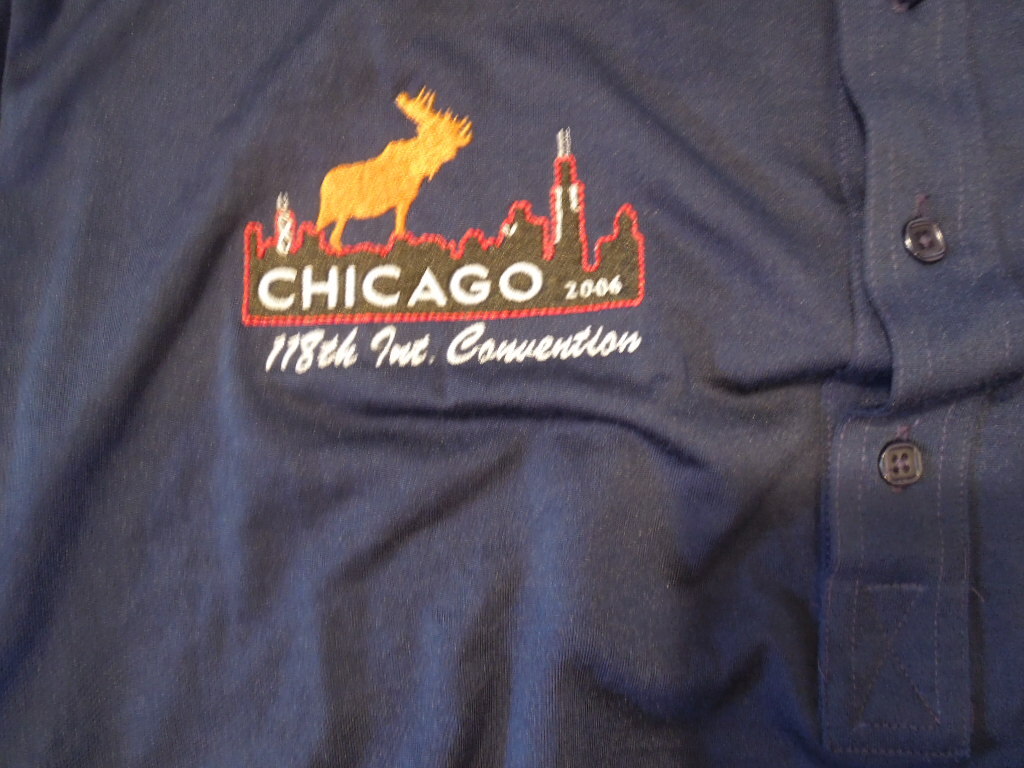 CHICAGO 2006
118th Int. Convention